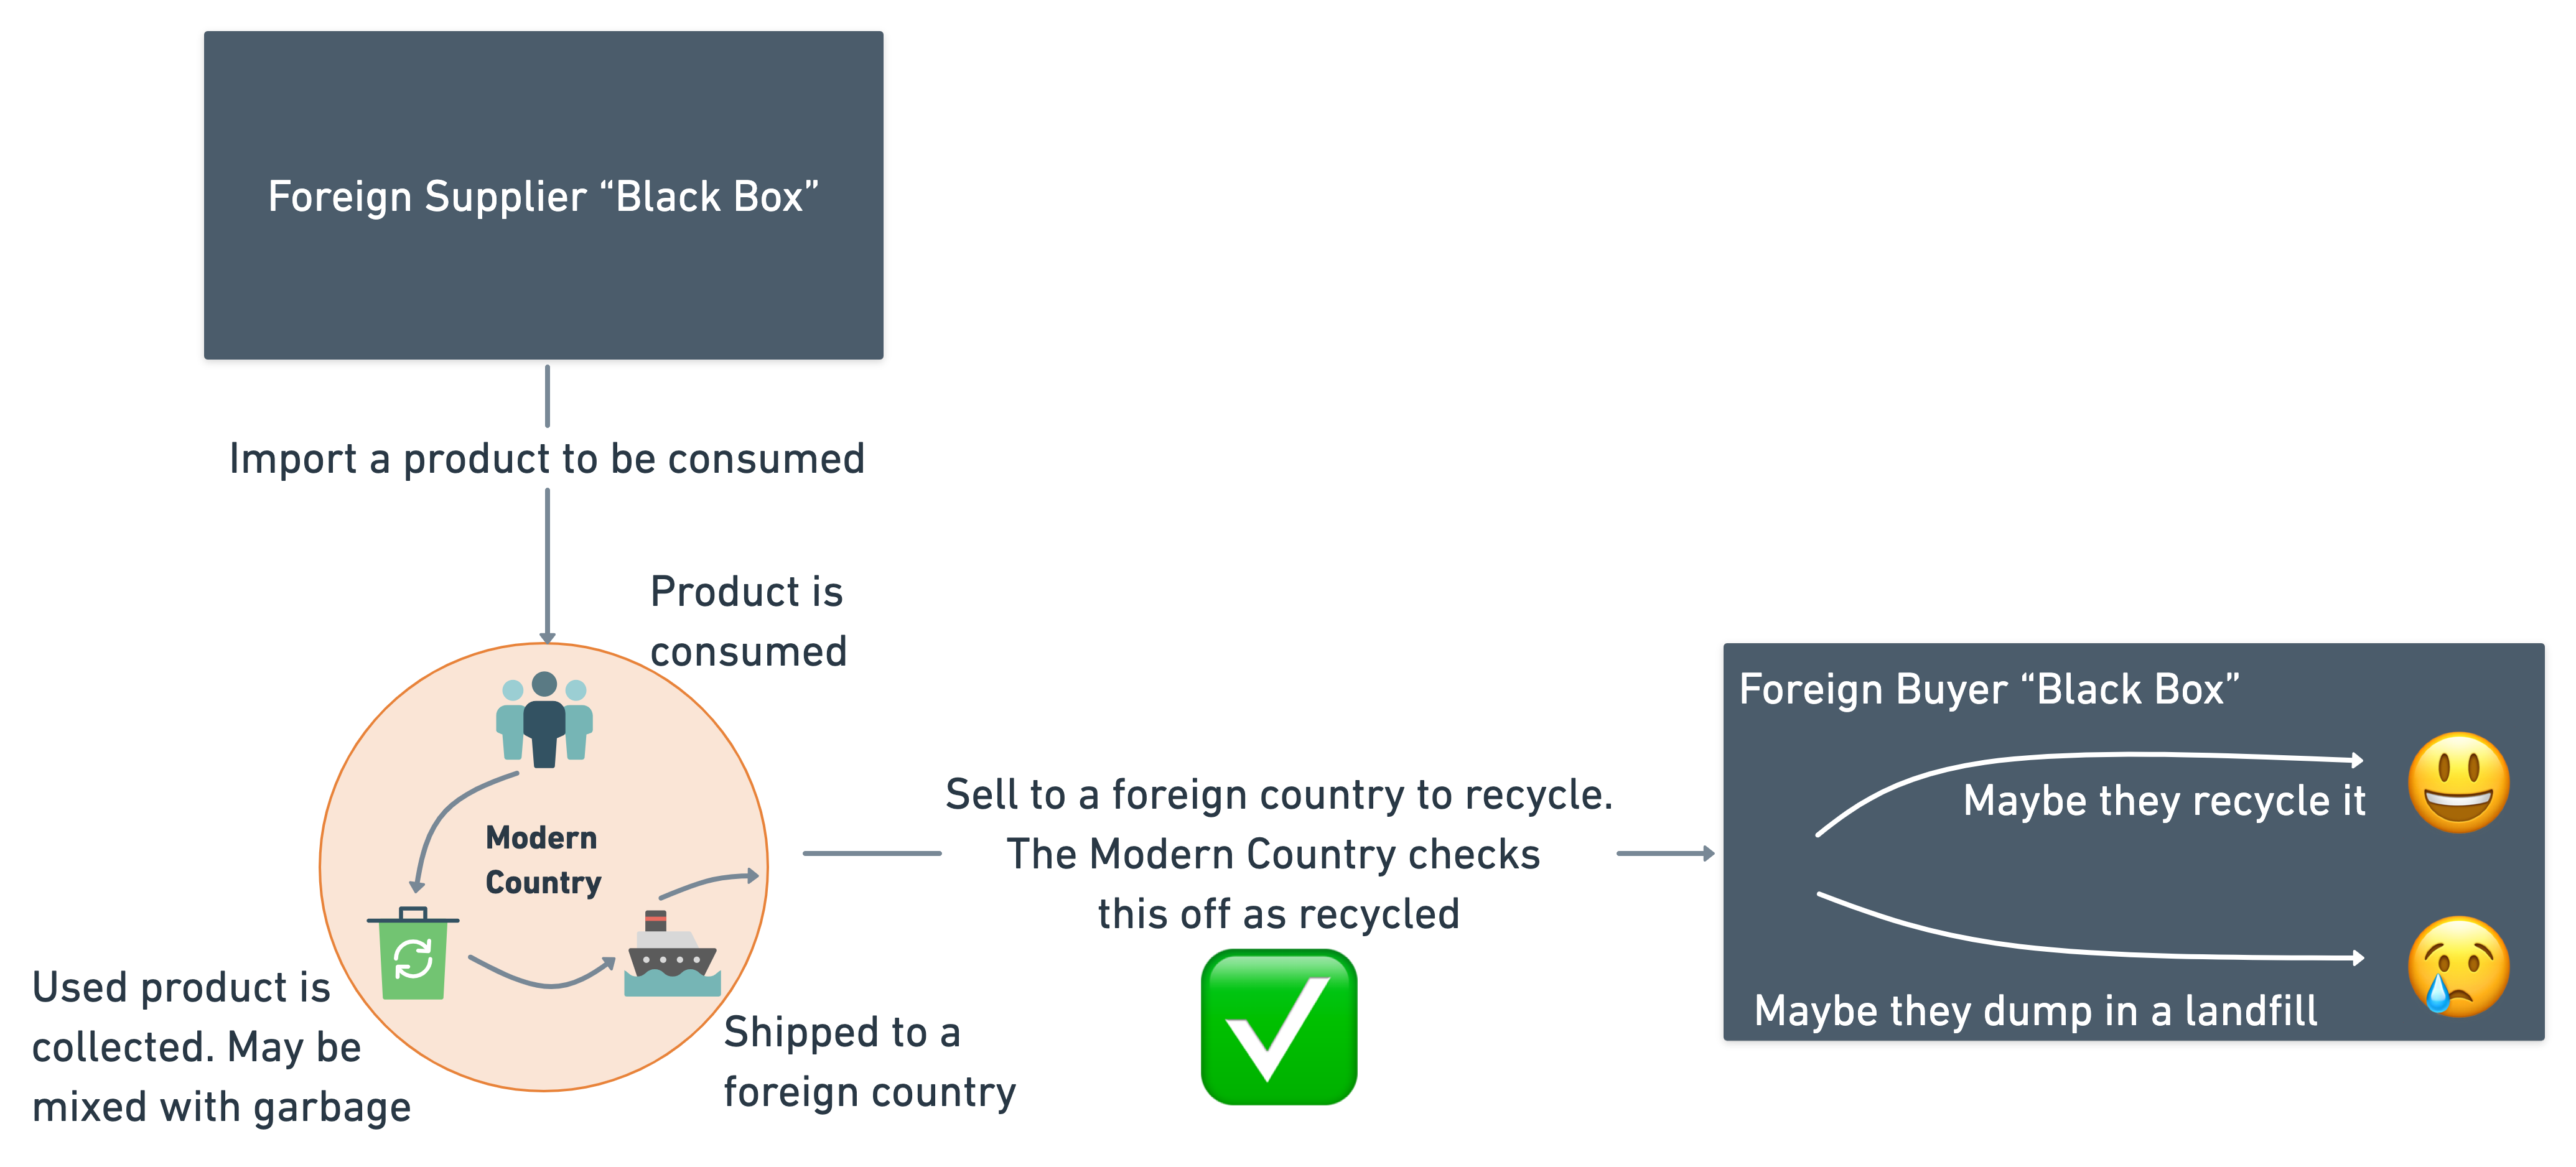 Foreign Supplier “Black Box”
Import a product to be consumed
Product is
consumed
Modern
Country
Used product is
collected. May be
mixed with garbage
Shipped to a
foreign country
Sell to a foreign country to recycle.
The Modern Country checks
this off as recycled
Foreign Buyer “Black Box”
Maybe they recycle it
Maybe they dump in a landfill